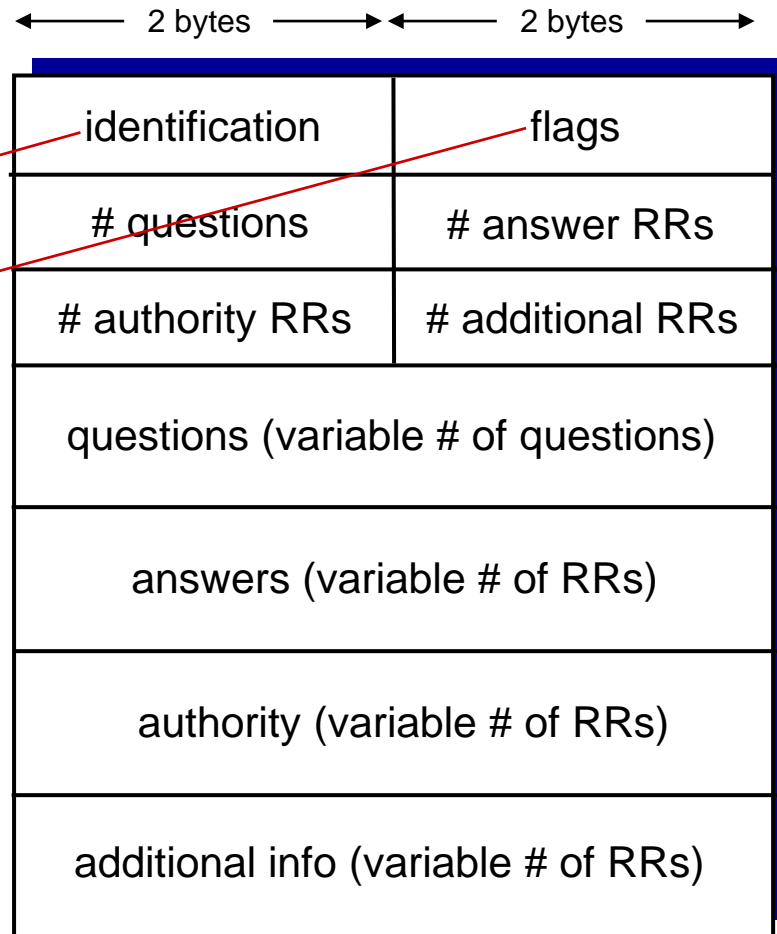 2 bytes 2 bytes
identification flags
# questions # answer RRs
# authority RRs # additional RRs
questions (variable # of questions)
answers (variable # of RRs)
authority (variable # of RRs)
additional info (variable # of RRs)